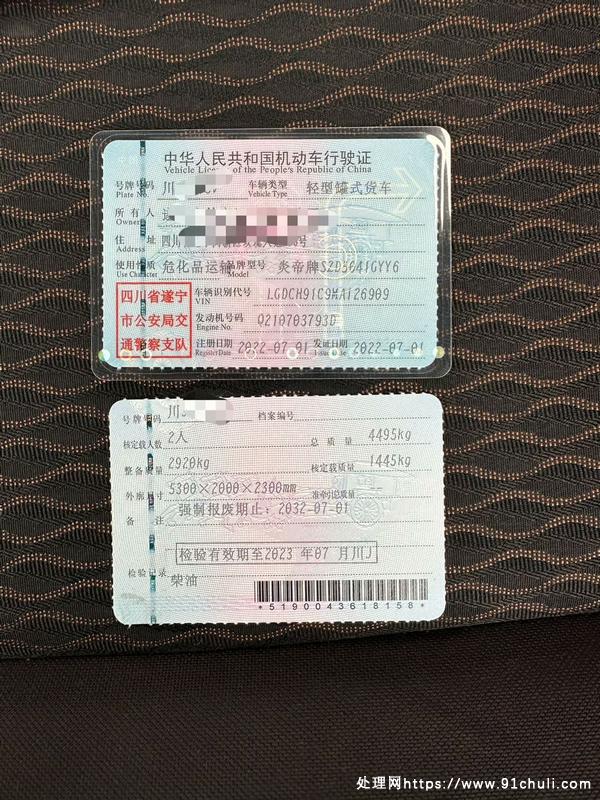 中华人民共和国机动车行驶证
Vehicle License of the People's Republic of China
号牌号码 川 车辆类型 轻型罐式货车
Plate No. Vehicle Type
所有人
Owner
住址 四川
Address
使用性质 危化品运输 品牌型号 炎帝牌SZD5041GYY6
Use Character Model
四川省遂宁
市公安局交
通警察支队
车辆识别代号 LGDCH91C9MA126909
VIN
发动机号码 Q210703793D
Engine No.
注册日期 2022-07-01 发证日期 2022-07-01
Register Date Issue Date
号牌号码 川 档案编号
核定载人数 2人 总质量 4495kg
整备质量 2920kg 核定载质量 1445kg
外廓尺寸 5300×2000×2300mm 准牵引总质量 --
备注 强制报废期止：2032-07-01
检验有效期至2023年07月川J
检验记录
柴油
*5190043618158*
处理网https://www.91chuli.com